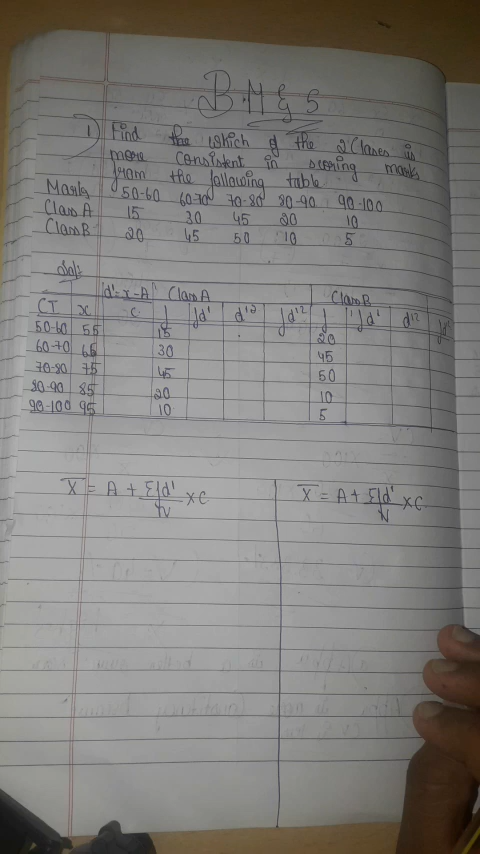 B.M & S
1) Find the which of the 2 Clases is
more consistent in scoring marks
from the following table
Marks 50-60 60-70 70-80 80-90 90-100
Class A 15 30 45 20 10
Class B 20 45 50 10 5
Sol:
d'=x-A Class A Class B
CI x c f fd' d'² fd'² f fd' d'² fd'
50-60 55 15 20
60-70 65 30 45
70-80 75 45 50
80-90 85 20 10
90-100 95 10 5
X̄ = A + Σfd'/N × C X̄ = A + Σfd'/N × C